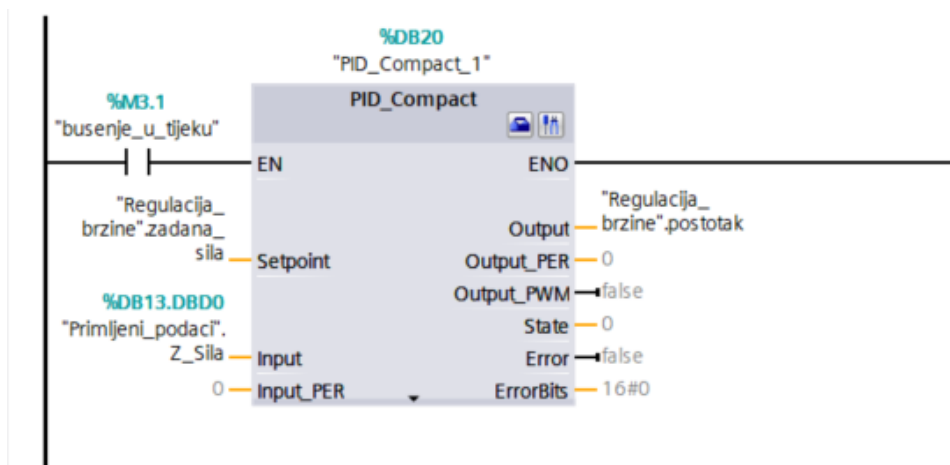 %DB20
"PID_Compact_1"
%M3.1
"busenje_u_tijeku"
PID_Compact
EN
ENO
"Regulacija_
brzine".zadana_
sila
Setpoint
Output
"Regulacija_
brzine".postotak
Output_PER
0
Output_PWM
false
%DB13.DBD0
"Primljeni_podaci".
Z_Sila
Input
State
0
Error
false
0
Input_PER
ErrorBits
16#0